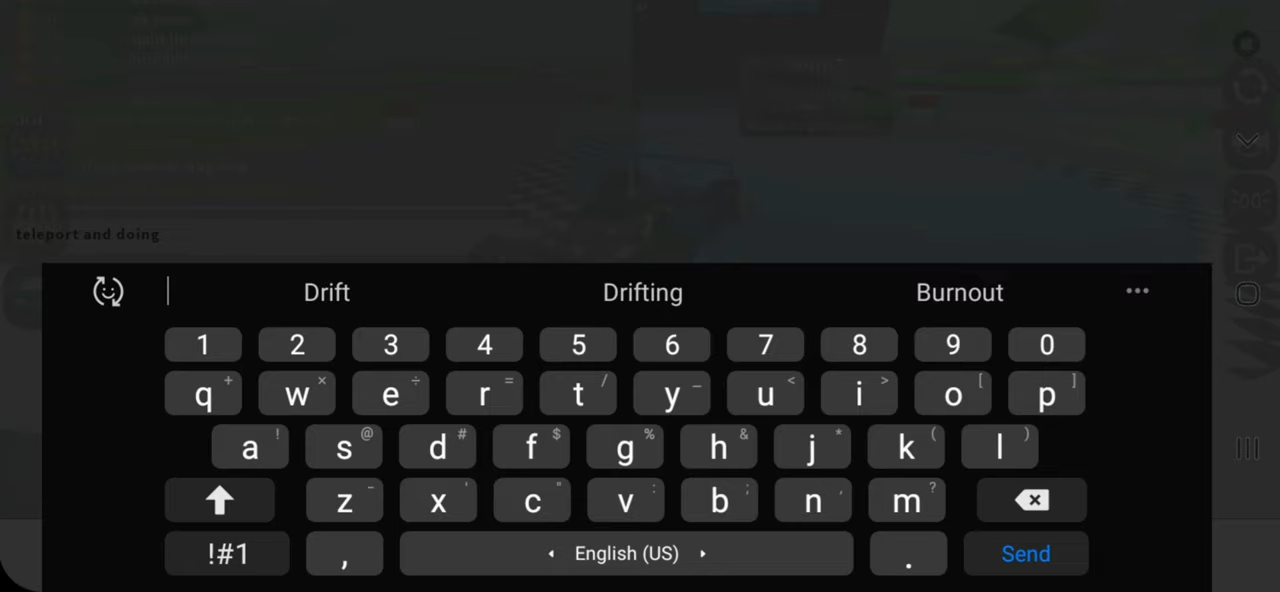 teleport and doing
Drift Drifting Burnout •••
1 2 3 4 5 6 7 8 9 0
q + w × e ÷ r = t / y _ u < i > o [ p ]
a ! s @ d # f $ g % h & j * k ( l )
z - x ' c " v : b ; n , m ?
!#1 , English (US) . Send